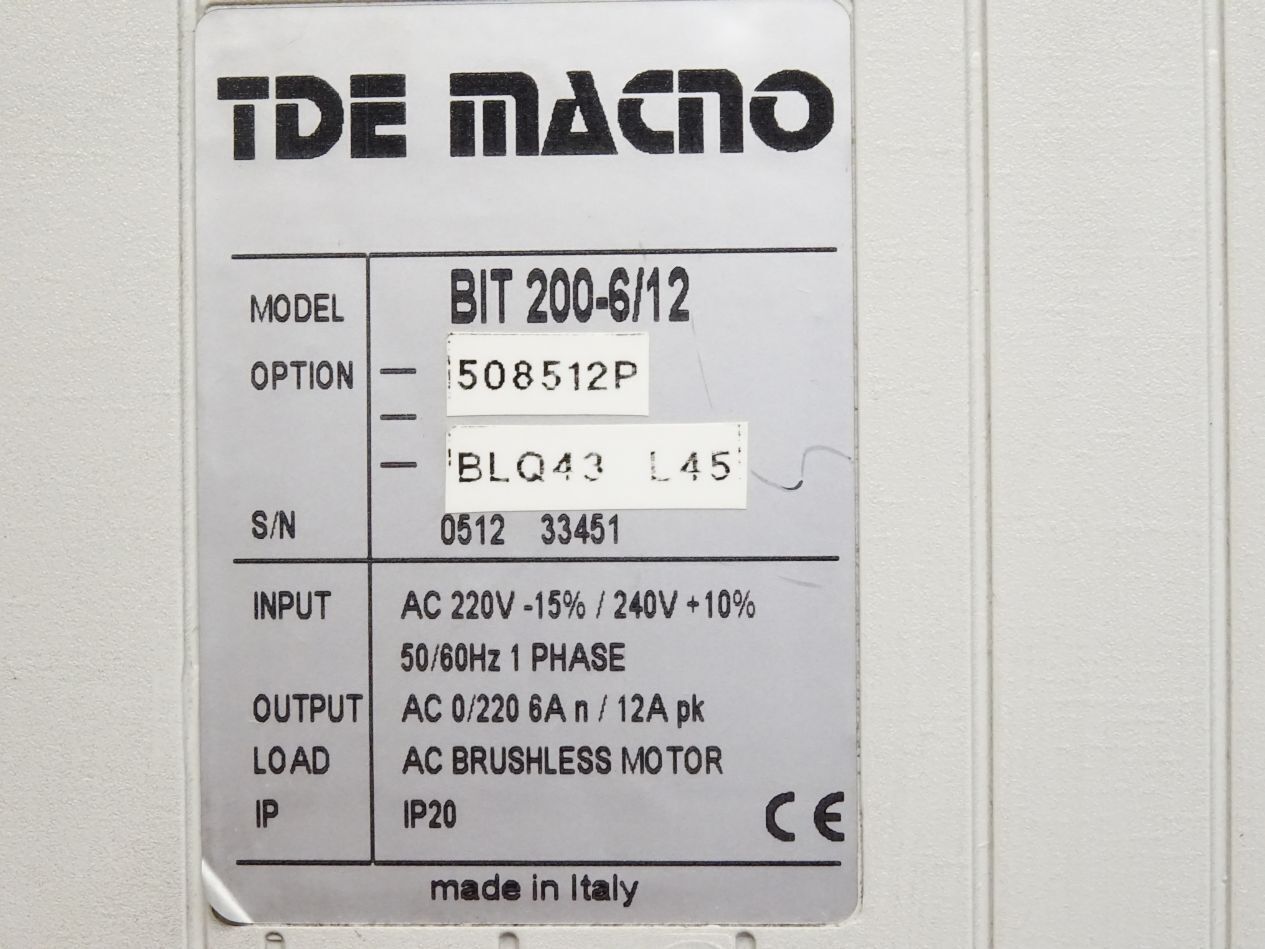 TDE MACNO
MODEL BIT 200-6/12
OPTION — 508512P
—
— BLQ43 L45
S/N 0512 33451
INPUT AC 220V -15% / 240V +10%
50/60Hz 1 PHASE
OUTPUT AC 0/220 6A n / 12A pk
LOAD AC BRUSHLESS MOTOR
IP IP20
CE
made in Italy